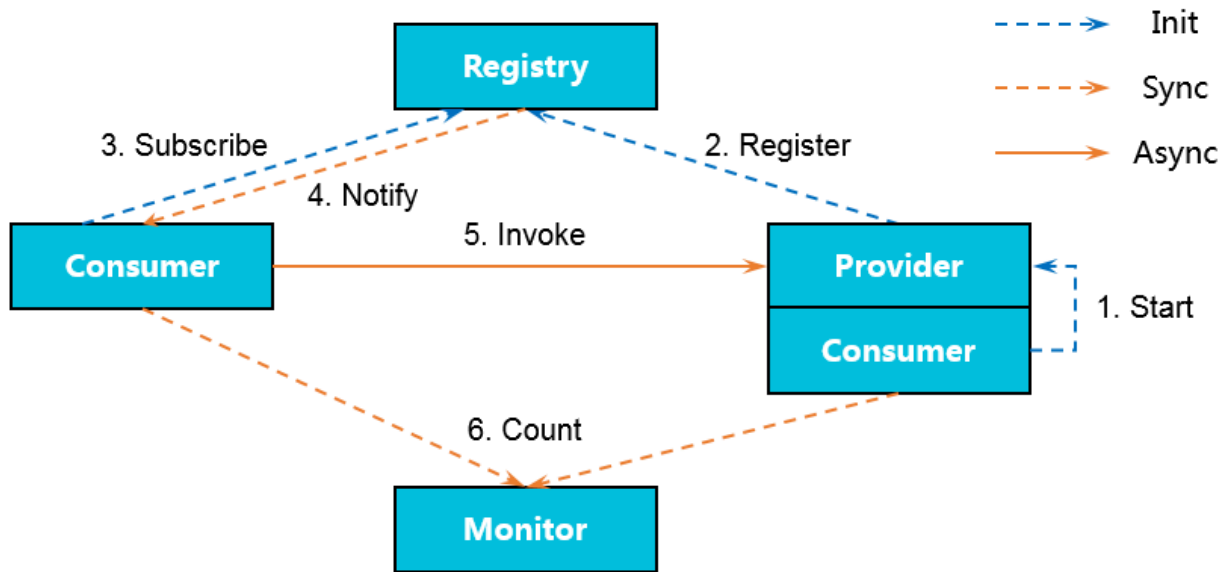 Registry
Init
Sync
Async
3. Subscribe
2. Register
4. Notify
Consumer
5. Invoke
Provider
1. Start
Consumer
6. Count
Monitor